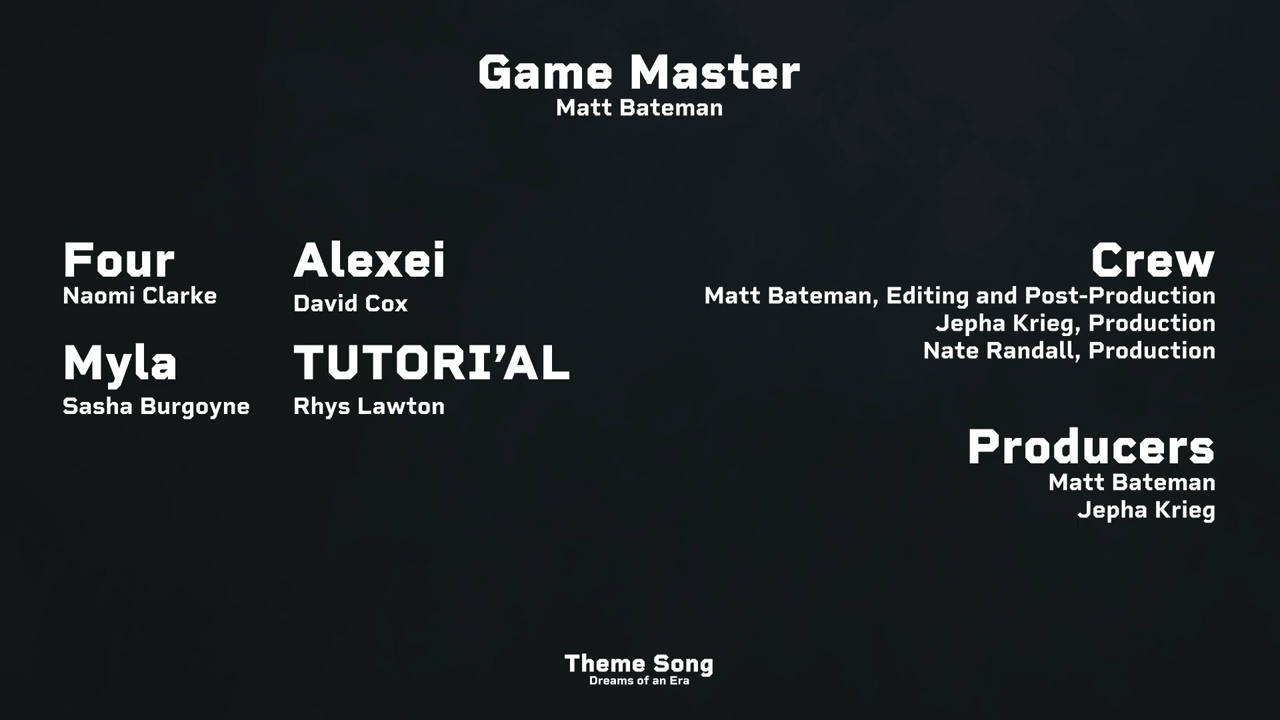 Game Master
Matt Bateman
Four
Naomi Clarke
Alexei
David Cox
Myla
Sasha Burgoyne
TUTORI’AL
Rhys Lawton
Crew
Matt Bateman, Editing and Post-Production
Jepha Krieg, Production
Nate Randall, Production
Producers
Matt Bateman
Jepha Krieg
Theme Song
Dreams of an Era